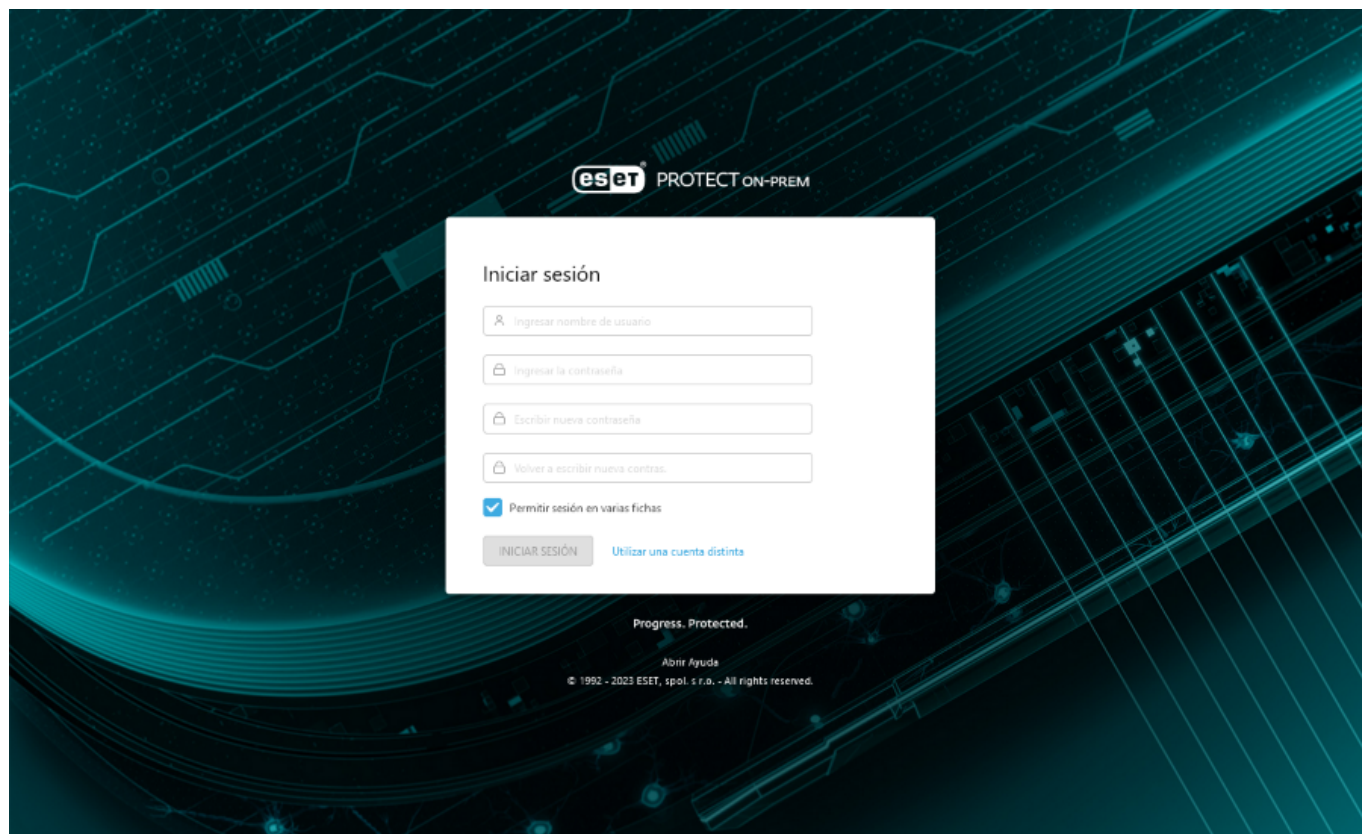 eset® PROTECT ON-PREM
Iniciar sesión
Ingresar nombre de usuario
Ingresar la contraseña
Escribir nueva contraseña
Volver a escribir nueva contras.
Permitir sesión en varias fichas
INICIAR SESIÓN Utilizar una cuenta distinta
Progress. Protected.
Abrir Ayuda
© 1992 - 2023 ESET, spol. s r.o. - All rights reserved.